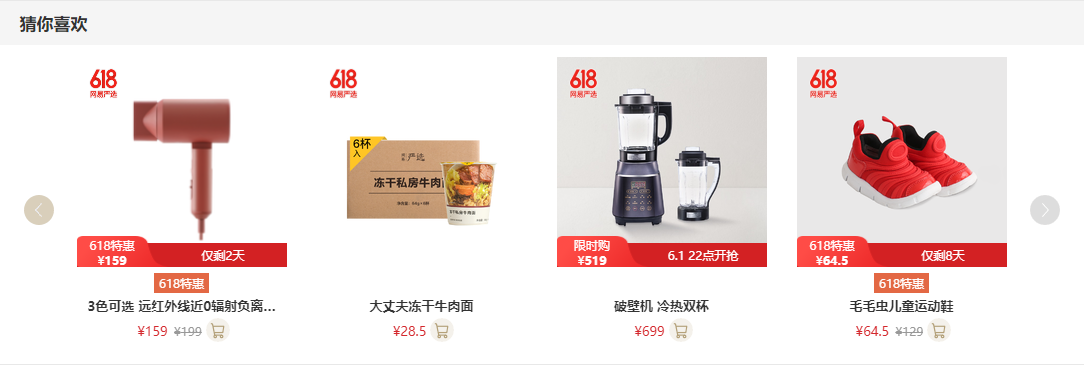 猜你喜欢
618
网易严选
618特惠
¥159
仅剩2天
618特惠
3色可选 远红外线近0辐射负离...
¥159 ¥199
618
网易严选
6杯
入
严选
冻干私房牛肉面
大丈夫冻干牛肉面
¥28.5
618
网易严选
限时购
¥519
6.1 22点开抢
破壁机 冷热双杯
¥699
618
网易严选
618特惠
¥64.5
仅剩8天
618特惠
毛毛虫儿童运动鞋
¥64.5 ¥129